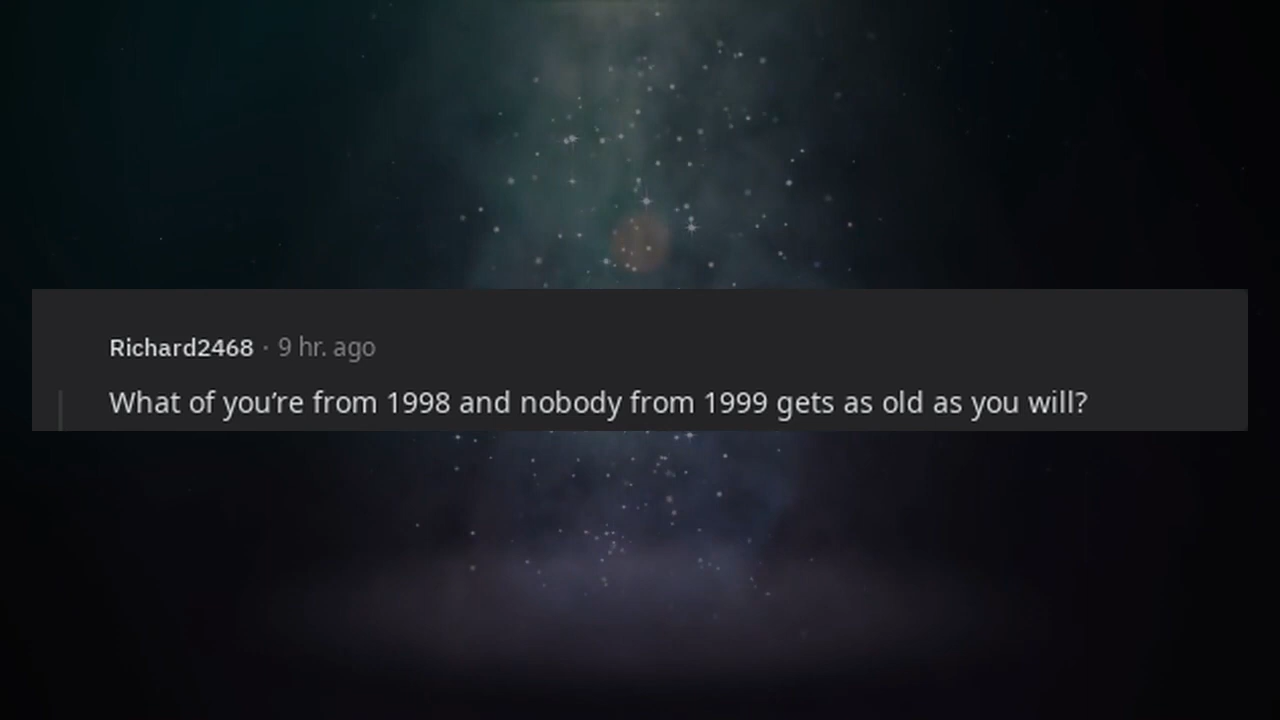 Richard2468 · 9 hr. ago
What of you’re from 1998 and nobody from 1999 gets as old as you will?